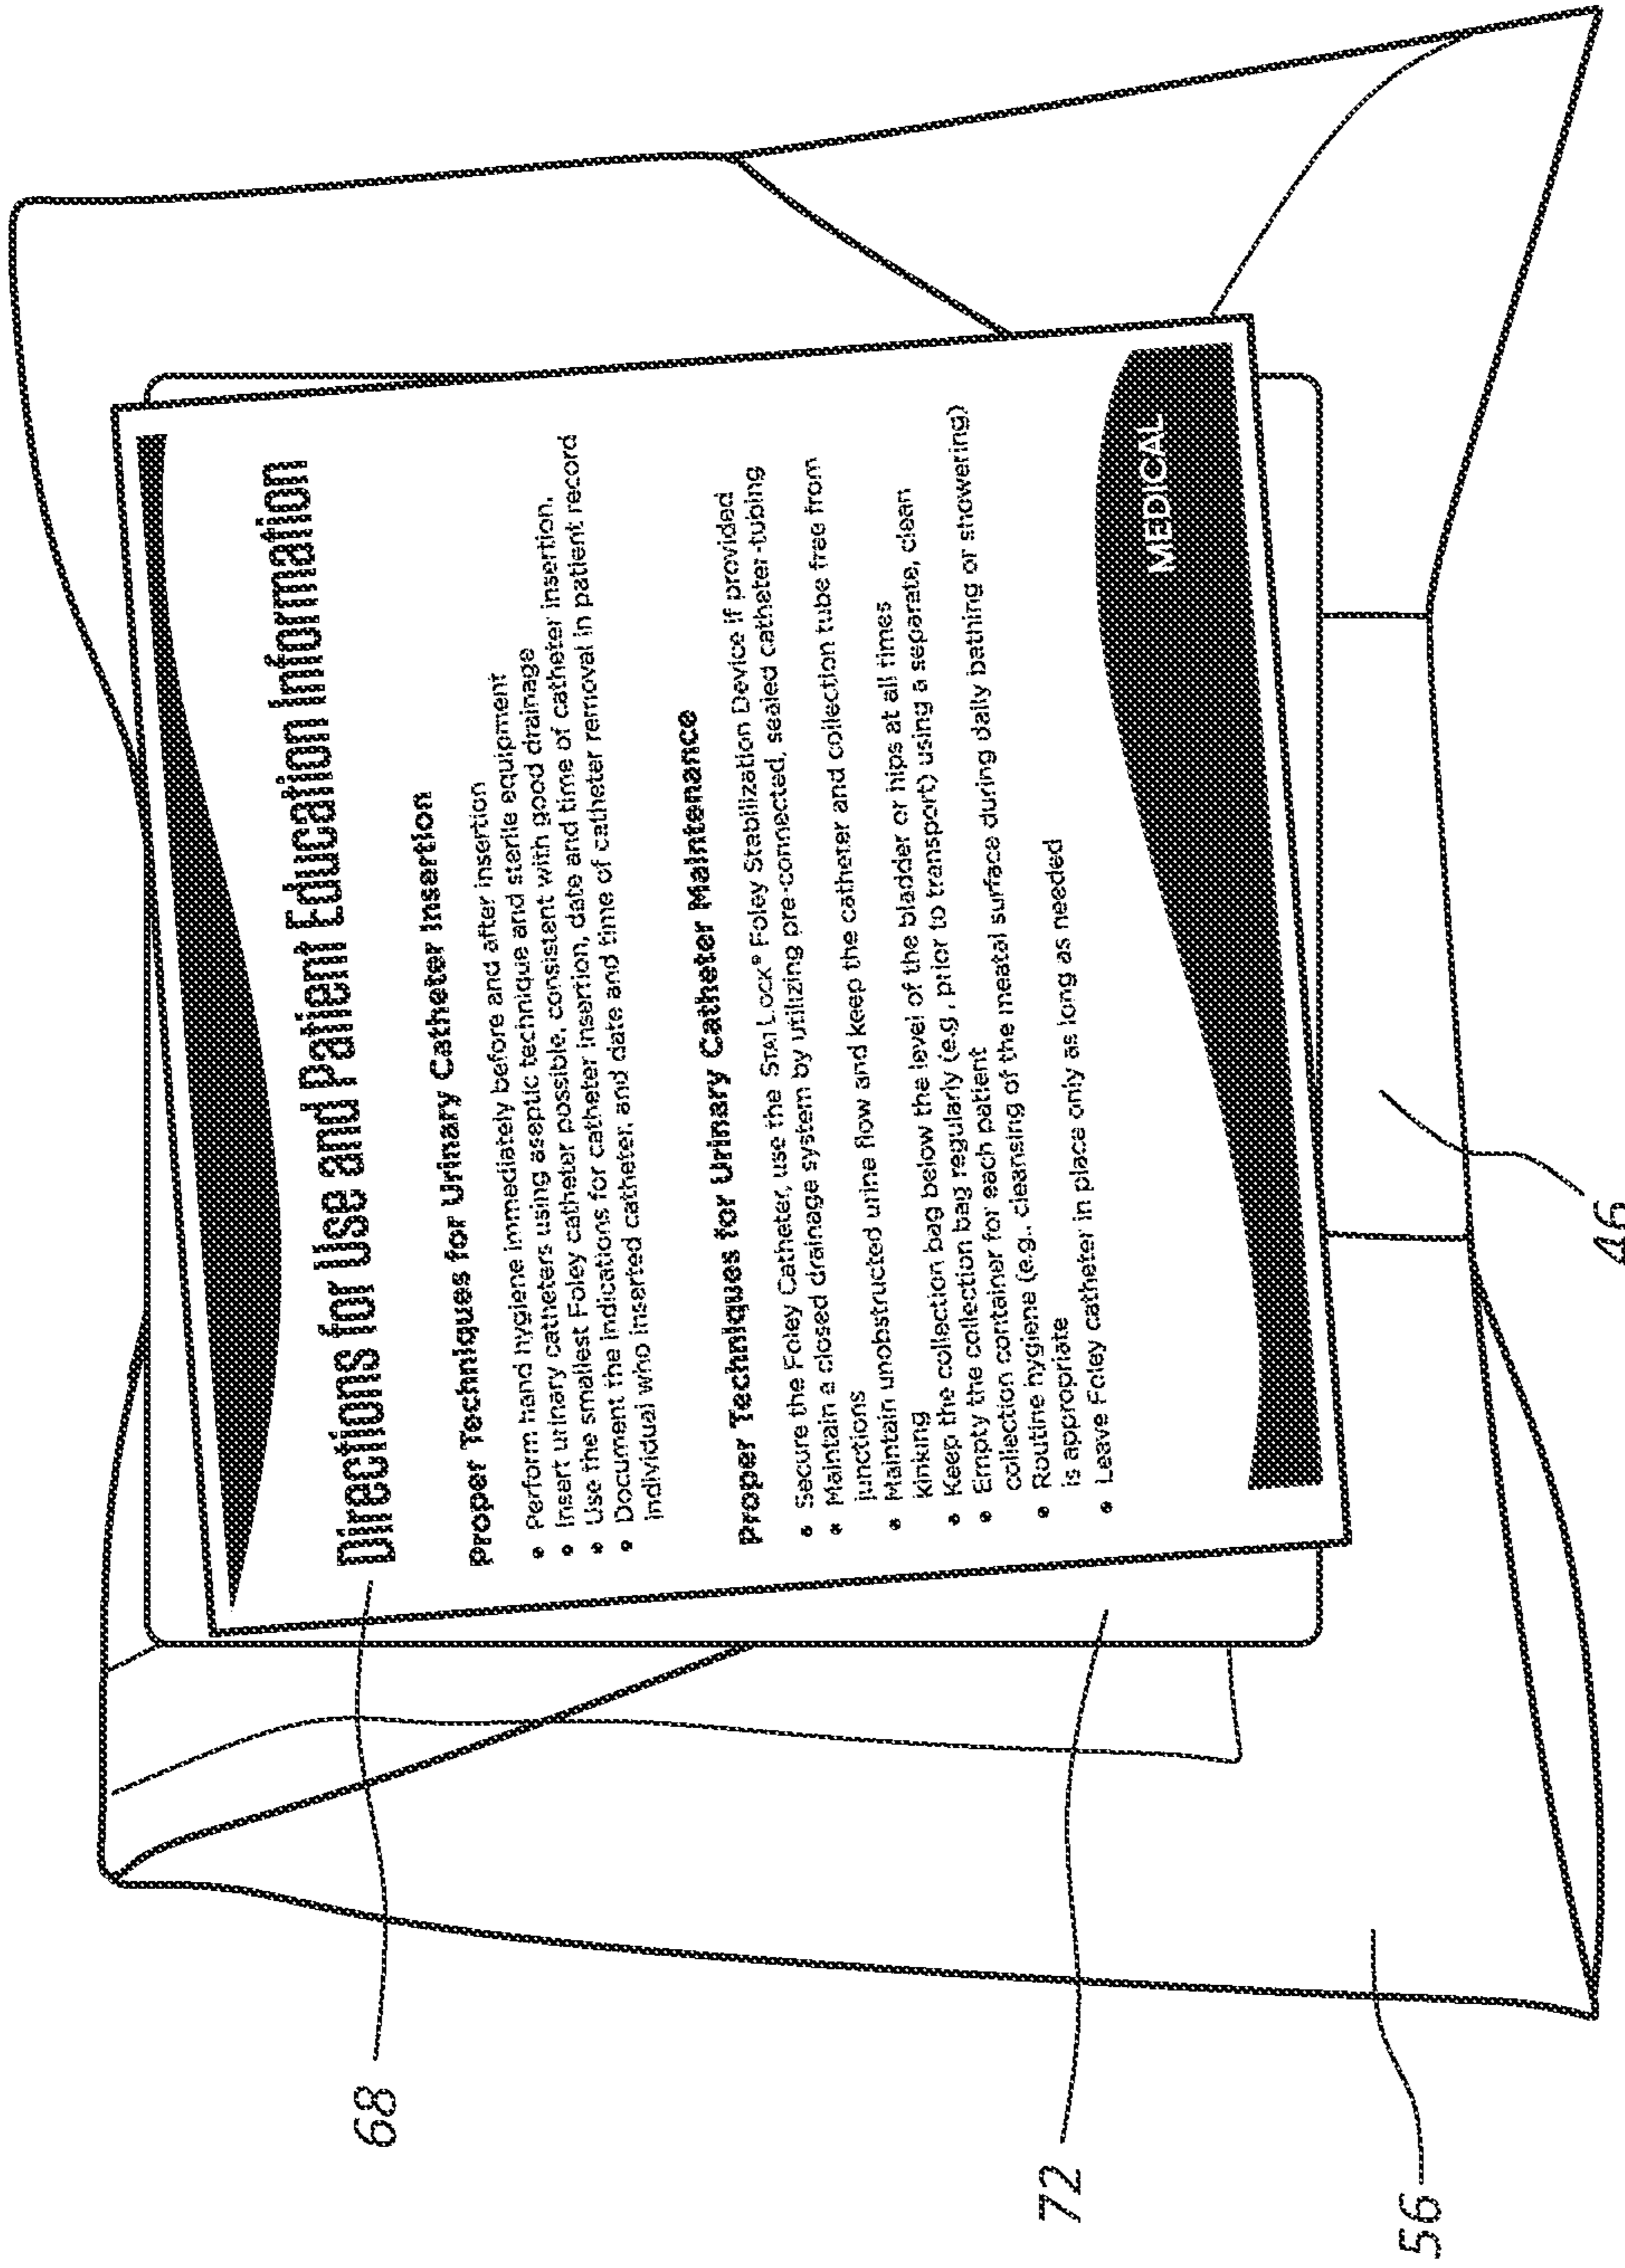 Directions for Use and Patient Education Information
Proper Techniques for Urinary Catheter Insertion
• Perform hand hygiene immediately before and after insertion
• Insert urinary catheters using aseptic technique and sterile equipment
• Use the smallest Foley catheter possible, consistent with good drainage
• Document the indications for catheter insertion, date and time of catheter insertion,
individual who inserted catheter, and date and time of catheter removal in patient record
Proper Techniques for Urinary Catheter Maintenance
• Secure the Foley Catheter, use the STATLOCK® Foley Stabilization Device if provided
• Maintain a closed drainage system by utilizing pre-connected, sealed catheter-tubing
junctions
• Maintain unobstructed urine flow and keep the catheter and collection tube free from
kinking
• Keep the collection bag below the level of the bladder or hips at all times
• Empty the collection bag regularly (e.g., prior to transport) using a separate, clean
collection container for each patient
• Routine hygiene (e.g., cleansing of the meatal surface during daily bathing or showering)
is appropriate
• Leave Foley catheter in place only as long as needed
MEDICAL
68
72
56
46